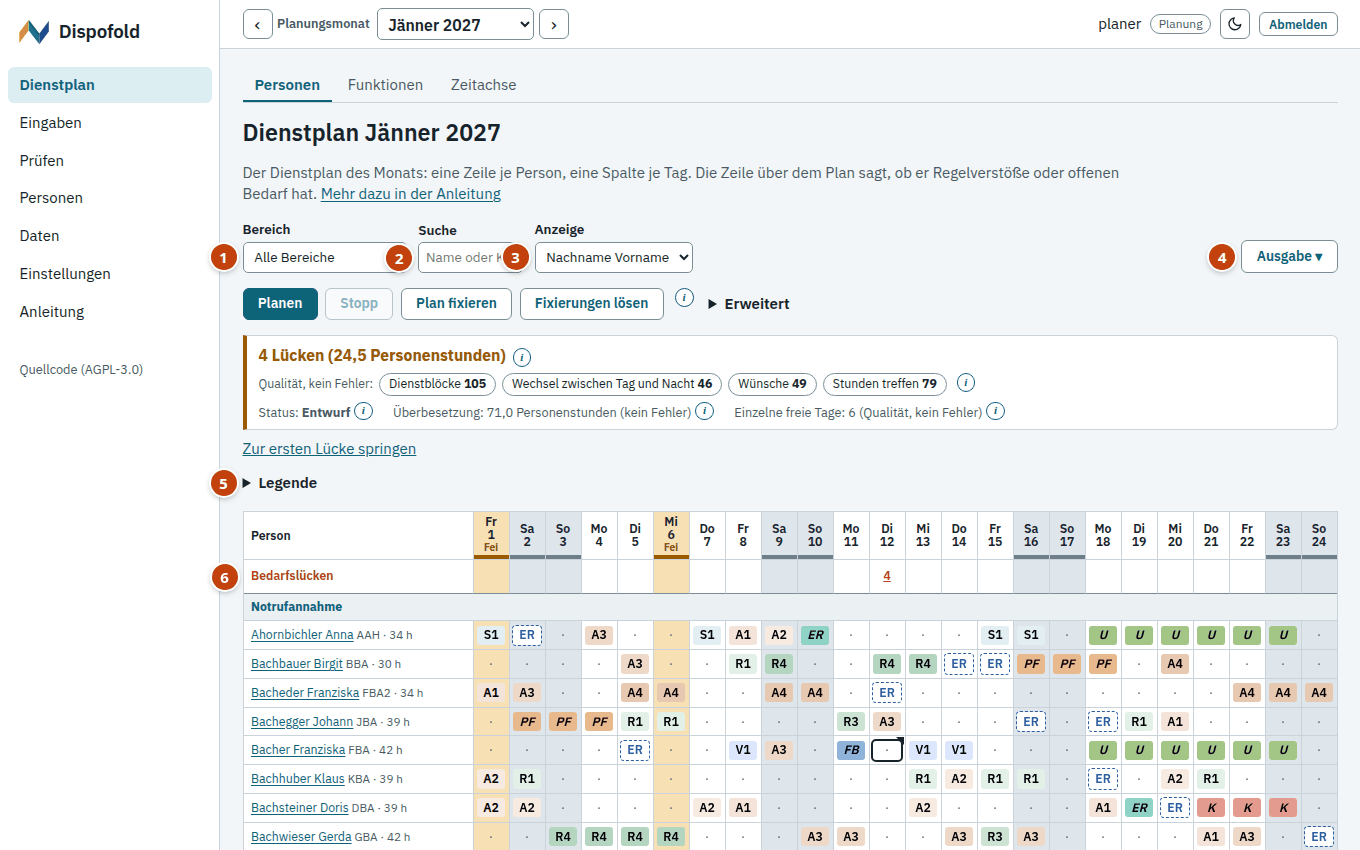 Dispofold
‹ Planungsmonat Jänner 2027 ›
planer Planung Abmelden
Dienstplan
Eingaben
Prüfen
Personen
Daten
Einstellungen
Anleitung
Quellcode (AGPL-3.0)
Personen Funktionen Zeitachse
Dienstplan Jänner 2027
Der Dienstplan des Monats: eine Zeile je Person, eine Spalte je Tag. Die Zeile über dem Plan sagt, ob er Regelverstöße oder offenen
Bedarf hat. Mehr dazu in der Anleitung
Bereich Suche Anzeige
1 Alle Bereiche 2 Name oder 3 Nachname Vorname 4 Ausgabe ▾
Planen Stopp Plan fixieren Fixierungen lösen i ▶ Erweitert
4 Lücken (24,5 Personenstunden) i
Qualität, kein Fehler: Dienstblöcke 105 Wechsel zwischen Tag und Nacht 46 Wünsche 49 Stunden treffen 79 i
Status: Entwurf i Überbesetzung: 71,0 Personenstunden (kein Fehler) i Einzelne freie Tage: 6 (Qualität, kein Fehler) i
Zur ersten Lücke springen
5 ▶ Legende
Person Fr 1 Fei Sa 2 So 3 Mo 4 Di 5 Mi 6 Fei Do 7 Fr 8 Sa 9 So 10 Mo 11 Di 12 Mi 13 Do 14 Fr 15 Sa 16 So 17 Mo 18 Di 19 Mi 20 Do 21 Fr 22 Sa 23 So 24
6 Bedarfslücken 4
Notrufannahme
Ahornbichler Anna AAH · 34 h S1 ER · A3 · · S1 A1 A2 ER · · · · S1 S1 · U U U U U U ·
Bachbauer Birgit BBA · 30 h · · · · A3 · · R1 R4 · · R4 R4 ER ER PF PF PF · A4 · · · ·
Bacheder Franziska FBA2 · 34 h A1 A3 · · A4 A4 · · A4 A4 · ER · · · · · · · · · A4 A4 A4
Bachegger Johann JBA · 39 h · PF PF PF R1 R1 · · · · R3 A3 · · · ER · ER R1 A1 · · · ·
Bacher Franziska FBA · 42 h · · · · ER · · V1 A3 · FB · V1 V1 · · · U U U U U U ·
Bachhuber Klaus KBA · 39 h A2 R1 · · · · · · · · · · R1 A2 R1 R1 · ER · A2 R1 · · ·
Bachsteiner Doris DBA · 39 h A2 A2 · · · · A2 A1 · · · · A2 · · · · A1 ER ER K K K ·
Bachwieser Gerda GBA · 42 h · · R4 R4 R4 R4 · · · A3 A3 · · A3 R3 A3 · · · · A1 A3 · ER